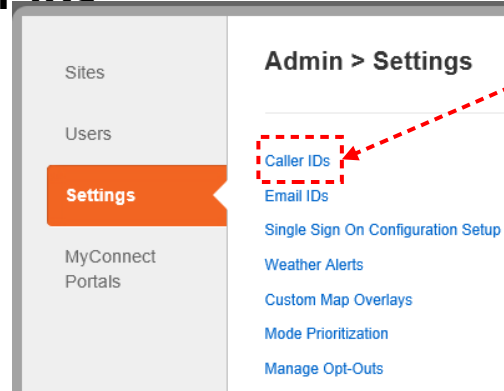 Sites
Users
Settings
MyConnect
Portals
Admin > Settings
Caller IDs
Email IDs
Single Sign On Configuration Setup
Weather Alerts
Custom Map Overlays
Mode Prioritization
Manage Opt-Outs